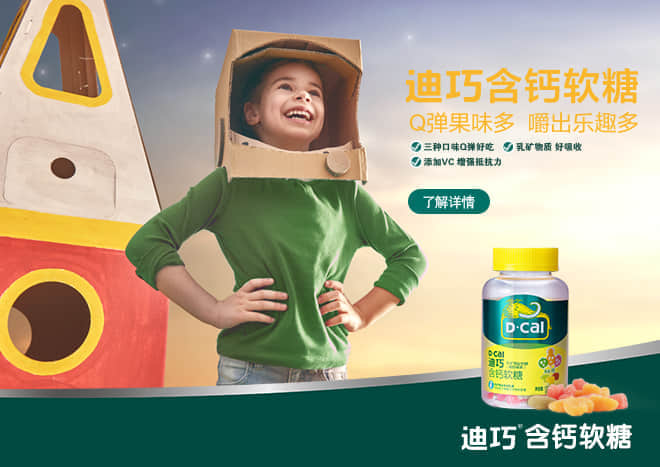 迪巧含钙软糖
Q弹果味多 嚼出乐趣多
三种口味Q弹好吃 乳矿物质 好吸收
添加VC 增强抵抗力
了解详情
D·Cal
D·Cal
迪巧
含钙软糖
迪巧®含钙软糖